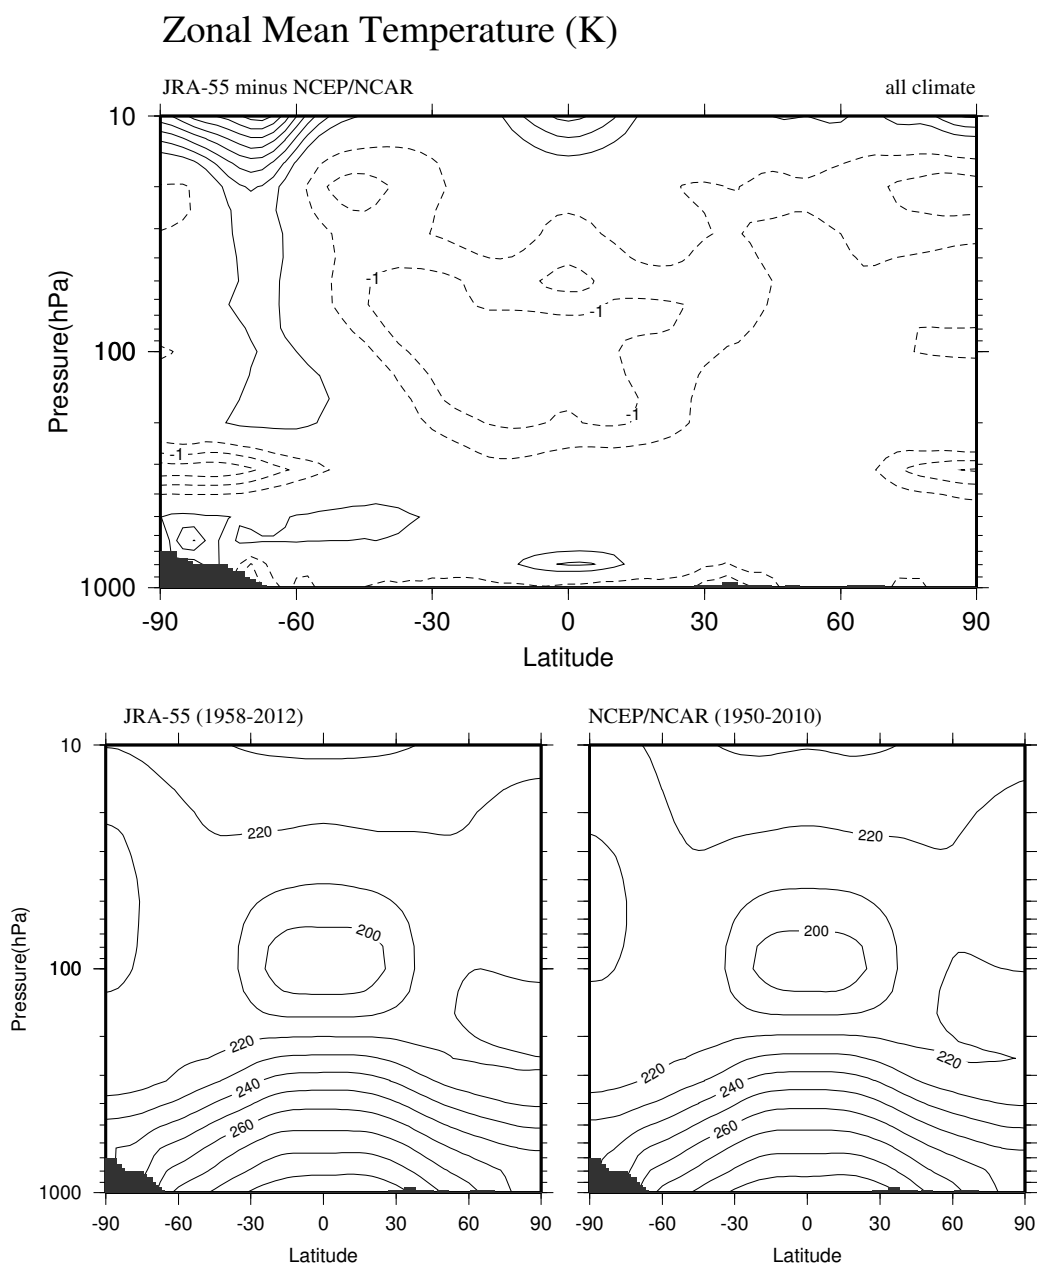 Zonal Mean Temperature (K)
JRA-55 minus NCEP/NCAR all climate
10
100
1000
Pressure(hPa)
-1
-1
-1
-1
-90 -60 -30 0 30 60 90
Latitude
JRA-55 (1958-2012)
10
100
1000
Pressure(hPa)
220
200
220
240
260
-90 -60 -30 0 30 60 90
Latitude
NCEP/NCAR (1950-2010)
220
200
220
220
240
260
-90 -60 -30 0 30 60 90
Latitude